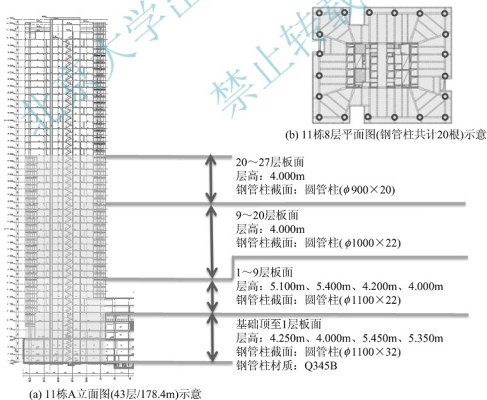 禁止转载
(b) 11栋8层平面图(钢管柱共计20根)示意
20～27层板面
层高：4.000m
钢管柱截面：圆管柱(ϕ900×20)
9～20层板面
层高：4.000m
钢管柱截面：圆管柱(ϕ1000×22)
1～9层板面
层高：5.100m、5.400m、4.200m、4.000m
钢管柱截面：圆管柱(ϕ1100×22)
基础顶至1层板面
层高：4.250m、4.000m、5.450m、5.350m
钢管柱截面：圆管柱(ϕ1100×32)
钢管柱材质：Q345B
(a) 11栋A立面图(43层/178.4m)示意